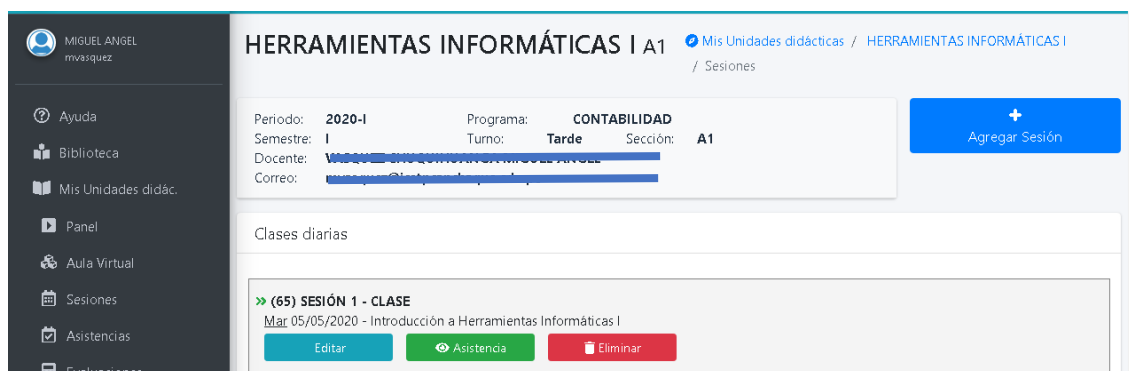 MIGUEL ANGEL
mvasquez
Ayuda
Biblioteca
Mis Unidades didác.
Panel
Aula Virtual
Sesiones
Asistencias
Evaluaciones
HERRAMIENTAS INFORMÁTICAS I A1
Mis Unidades didácticas / HERRAMIENTAS INFORMÁTICAS I
/ Sesiones
Periodo: 2020-I Programa: CONTABILIDAD
Semestre: I Turno: Tarde Sección: A1
Docente:
Correo:
Agregar Sesión
Clases diarias
(65) SESIÓN 1 - CLASE
Mar 05/05/2020 - Introducción a Herramientas Informáticas I
Editar Asistencia Eliminar